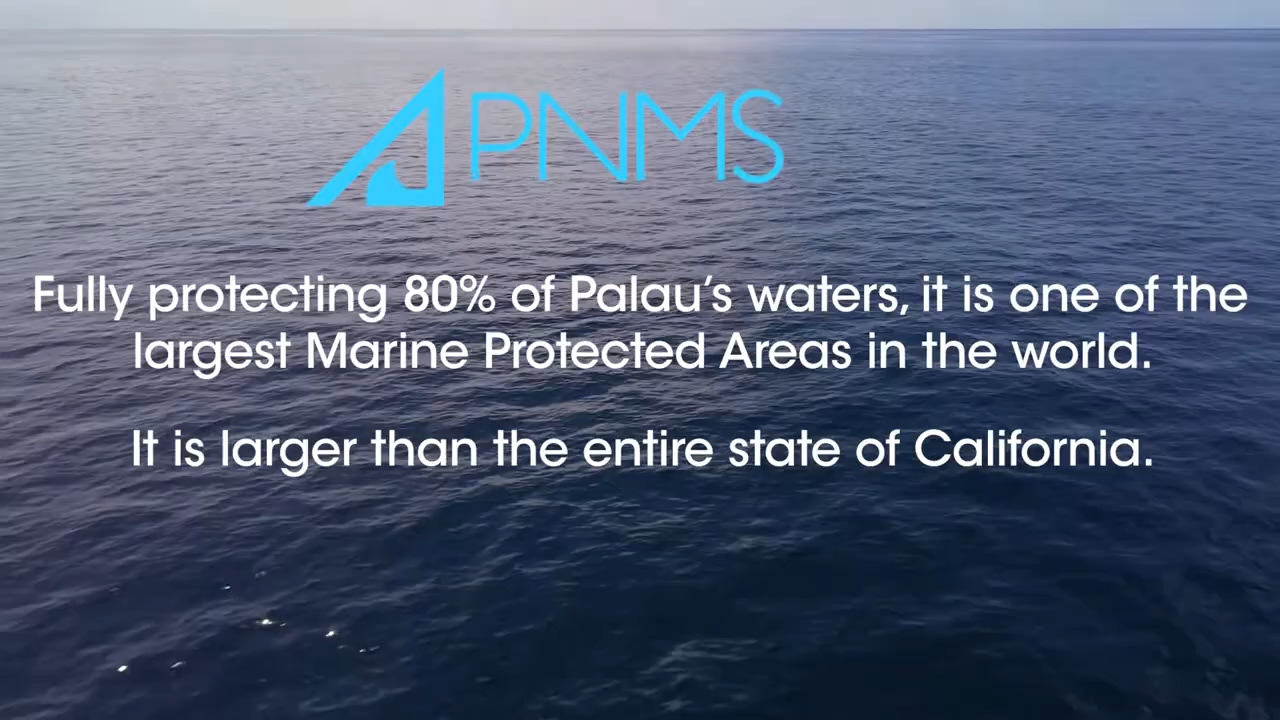 PNMS
Fully protecting 80% of Palau’s waters, it is one of the
largest Marine Protected Areas in the world.
It is larger than the entire state of California.